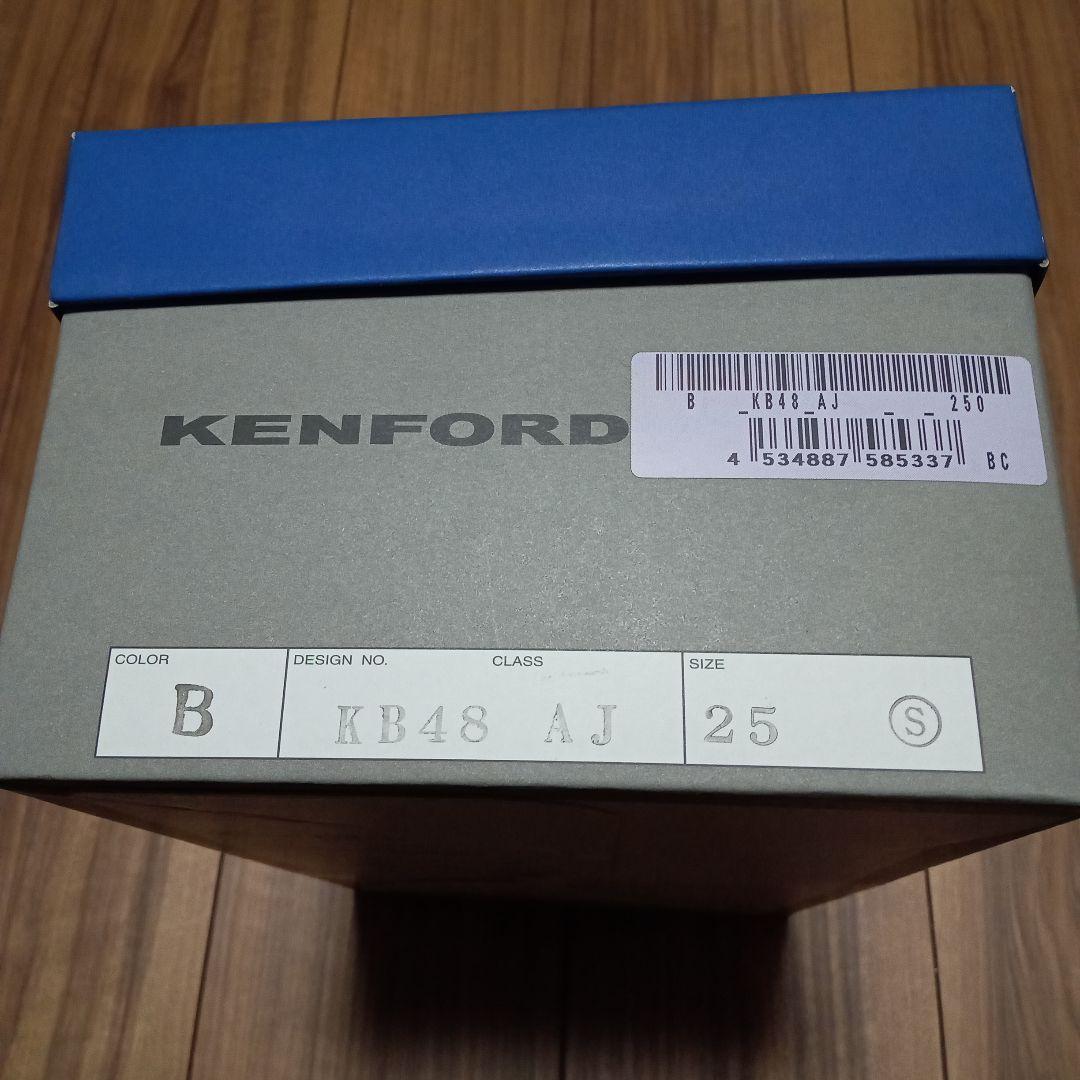 KENFORD
B _KB48_AJ _ _ 250
4 534887 585337 BC
COLOR DESIGN NO. CLASS SIZE
B KB48 AJ 25 S